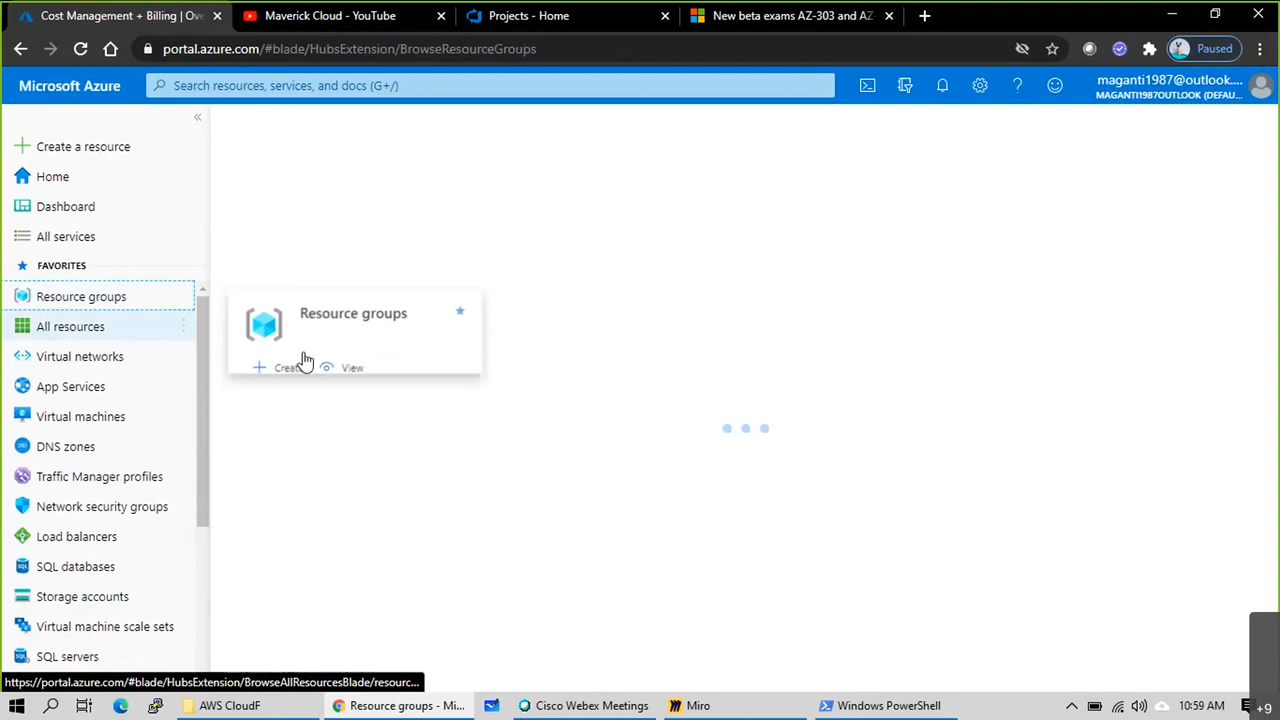 Cost Management + Billing | Ove
Maverick Cloud - YouTube
Projects - Home
New beta exams AZ-303 and AZ-
portal.azure.com/#blade/HubsExtension/BrowseResourceGroups
Paused
Microsoft Azure
Search resources, services, and docs (G+/)
maganti1987@outlook....
MAGANTI1987OUTLOOK (DEFAU...
Create a resource
Home
Dashboard
All services
FAVORITES
Resource groups
All resources
Virtual networks
App Services
Virtual machines
DNS zones
Traffic Manager profiles
Network security groups
Load balancers
SQL databases
Storage accounts
Virtual machine scale sets
SQL servers
Resource groups
Create
View
https://portal.azure.com/#blade/HubsExtension/BrowseAllResourcesBlade/resourc...
AWS CloudF
Resource groups - Mi...
Cisco Webex Meetings
Miro
Windows PowerShell
10:59 AM
+9